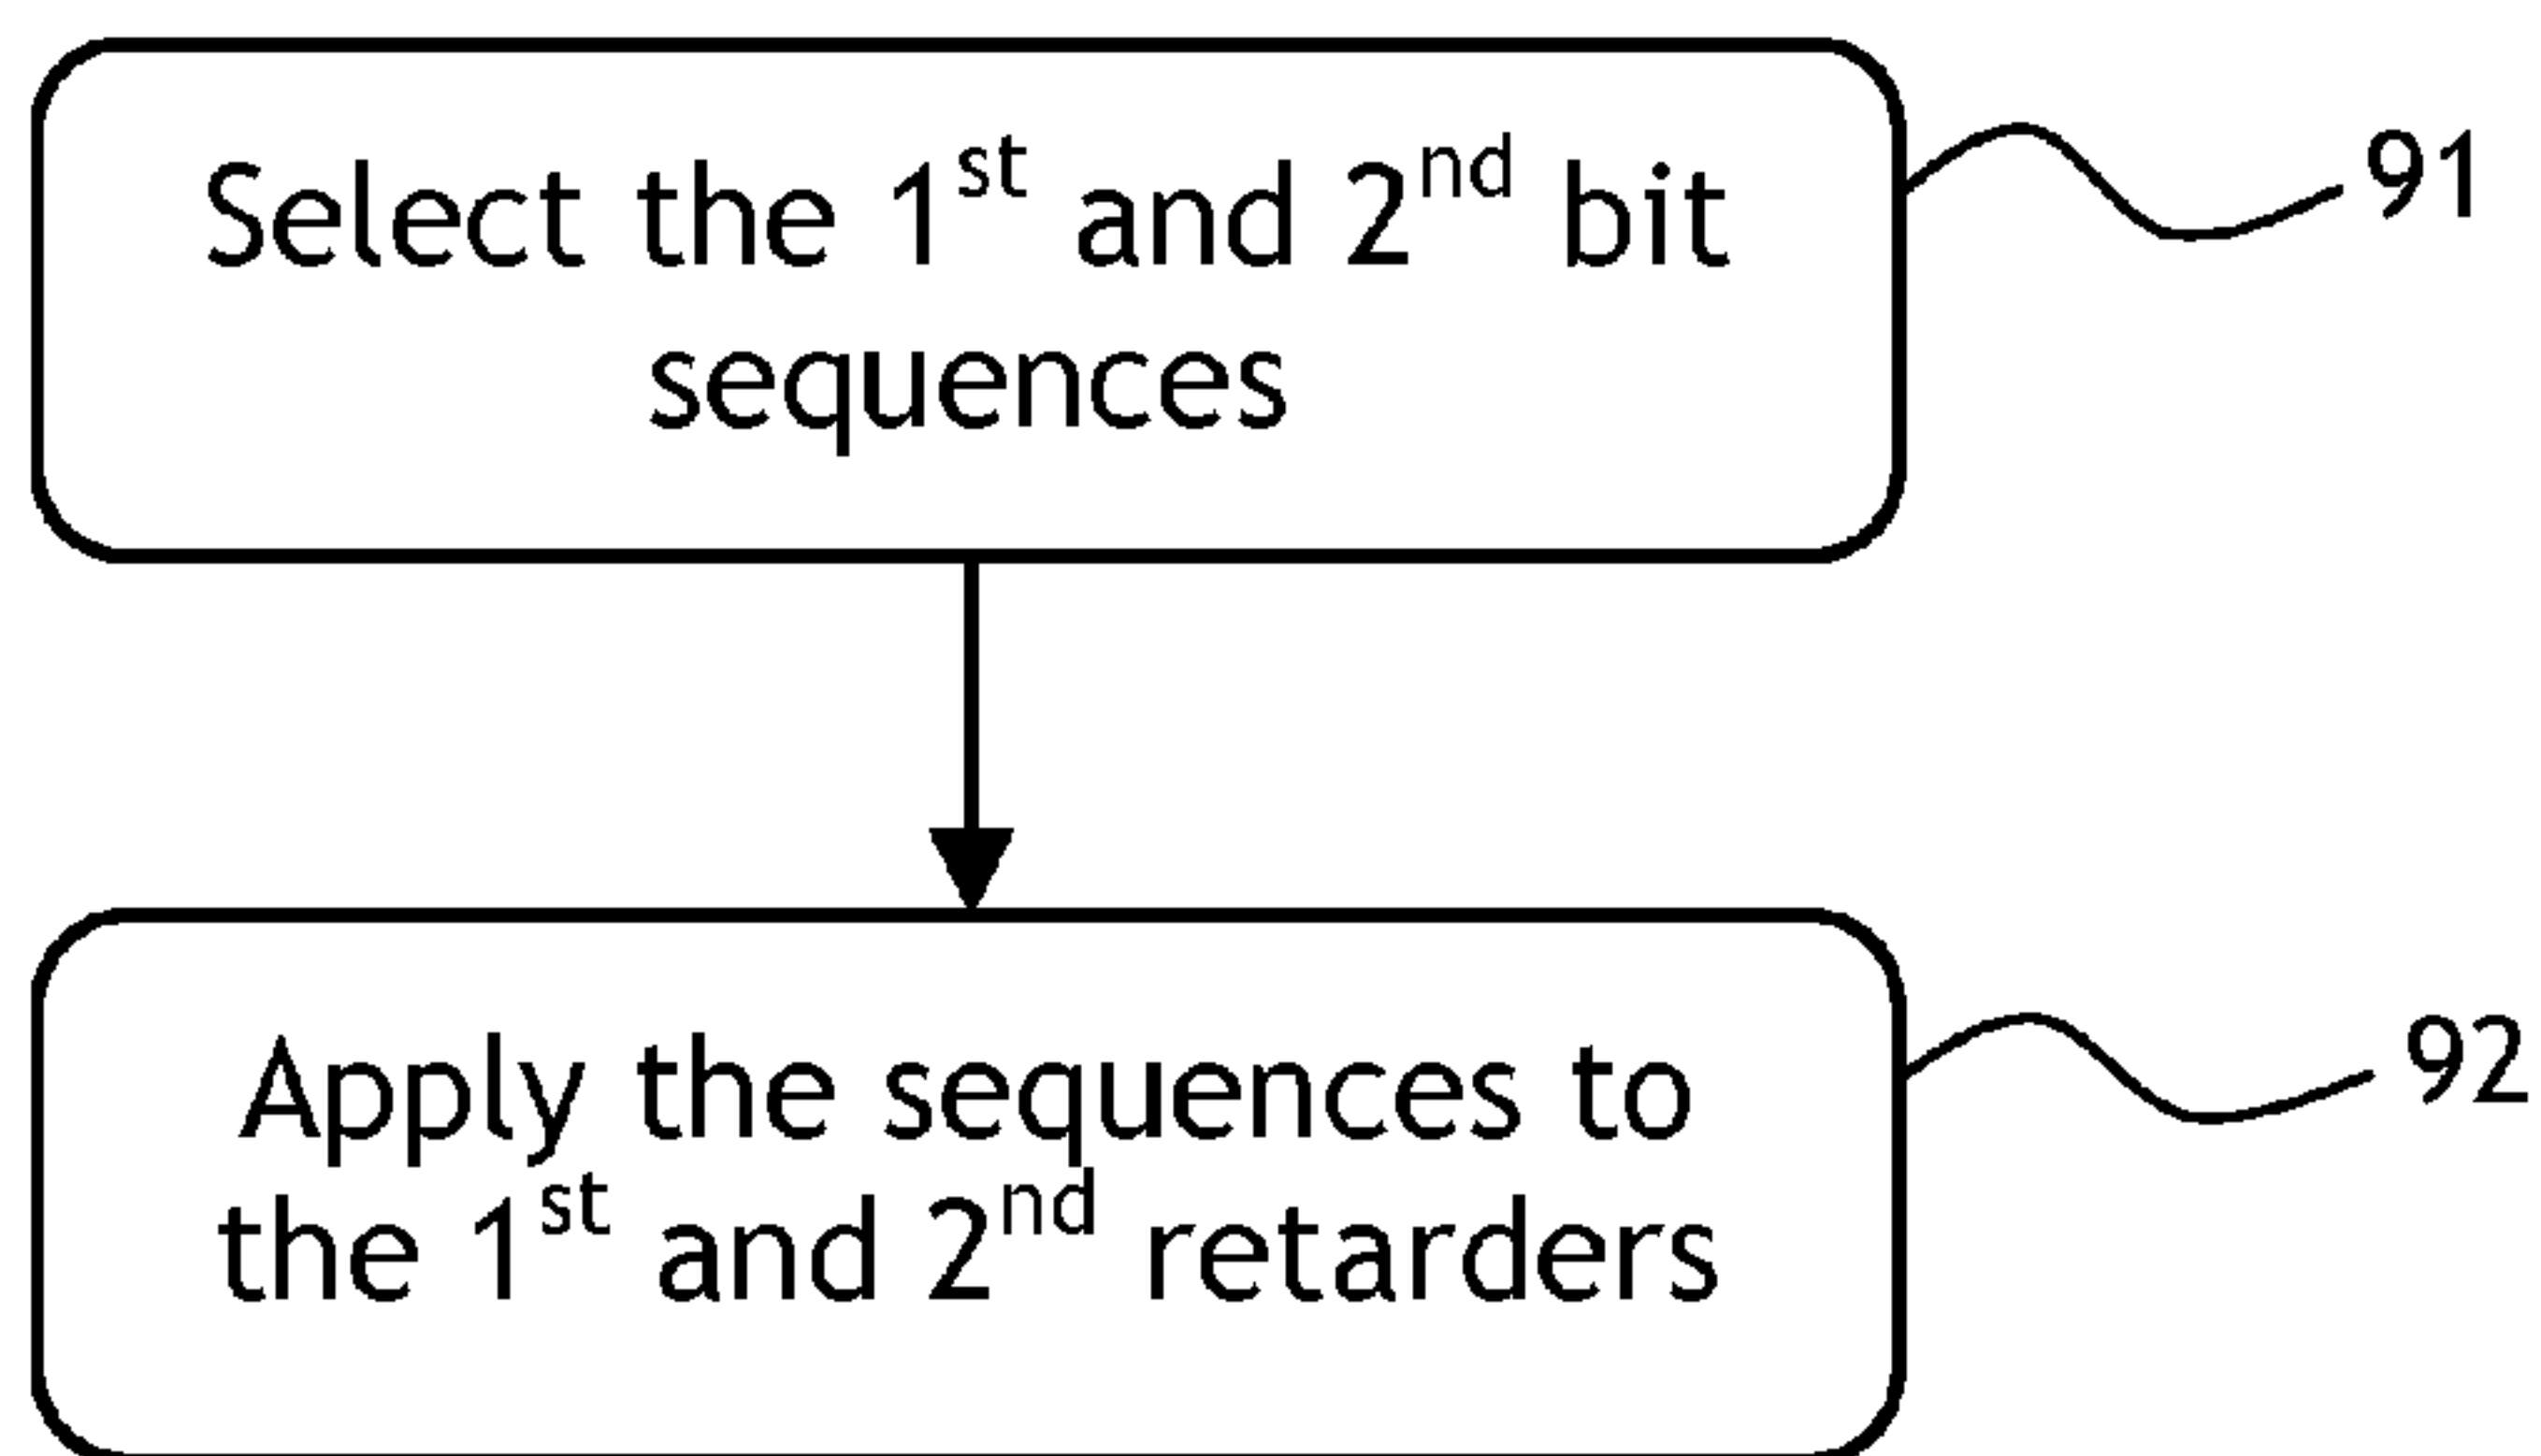 Select the 1st and 2nd bit
sequences
91
Apply the sequences to
the 1st and 2nd retarders
92